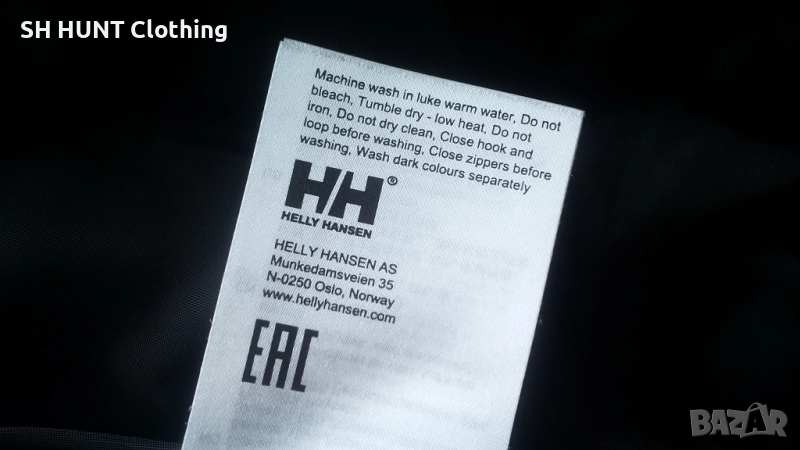 SH HUNT Clothing
Machine wash in luke warm water, Do not
bleach, Tumble dry - low heat, Do not
iron, Do not dry clean, Close hook and
loop before washing, Close zippers before
washing, Wash dark colours separately
HH®
HELLY HANSEN
HELLY HANSEN AS
Munkedamsveien 35
N-0250 Oslo, Norway
www.hellyhansen.com
EAC
BAZAR